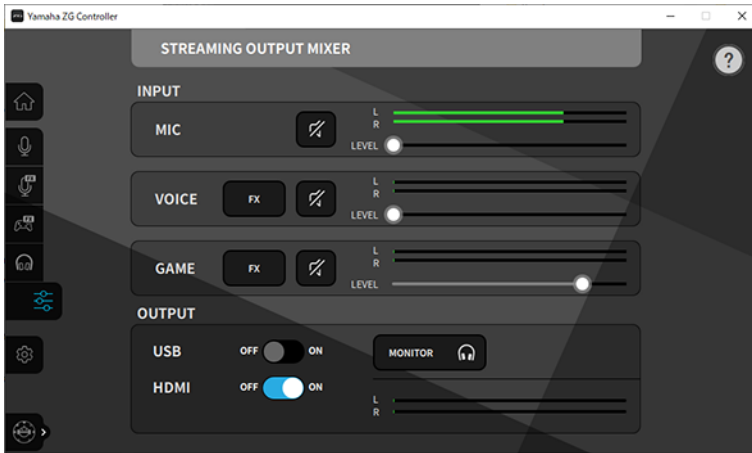 Yamaha ZG Controller
STREAMING OUTPUT MIXER
?
INPUT
MIC
L
R
LEVEL
VOICE
FX
L
R
LEVEL
GAME
FX
L
R
LEVEL
OUTPUT
USB OFF ON
MONITOR
HDMI OFF ON
L
R